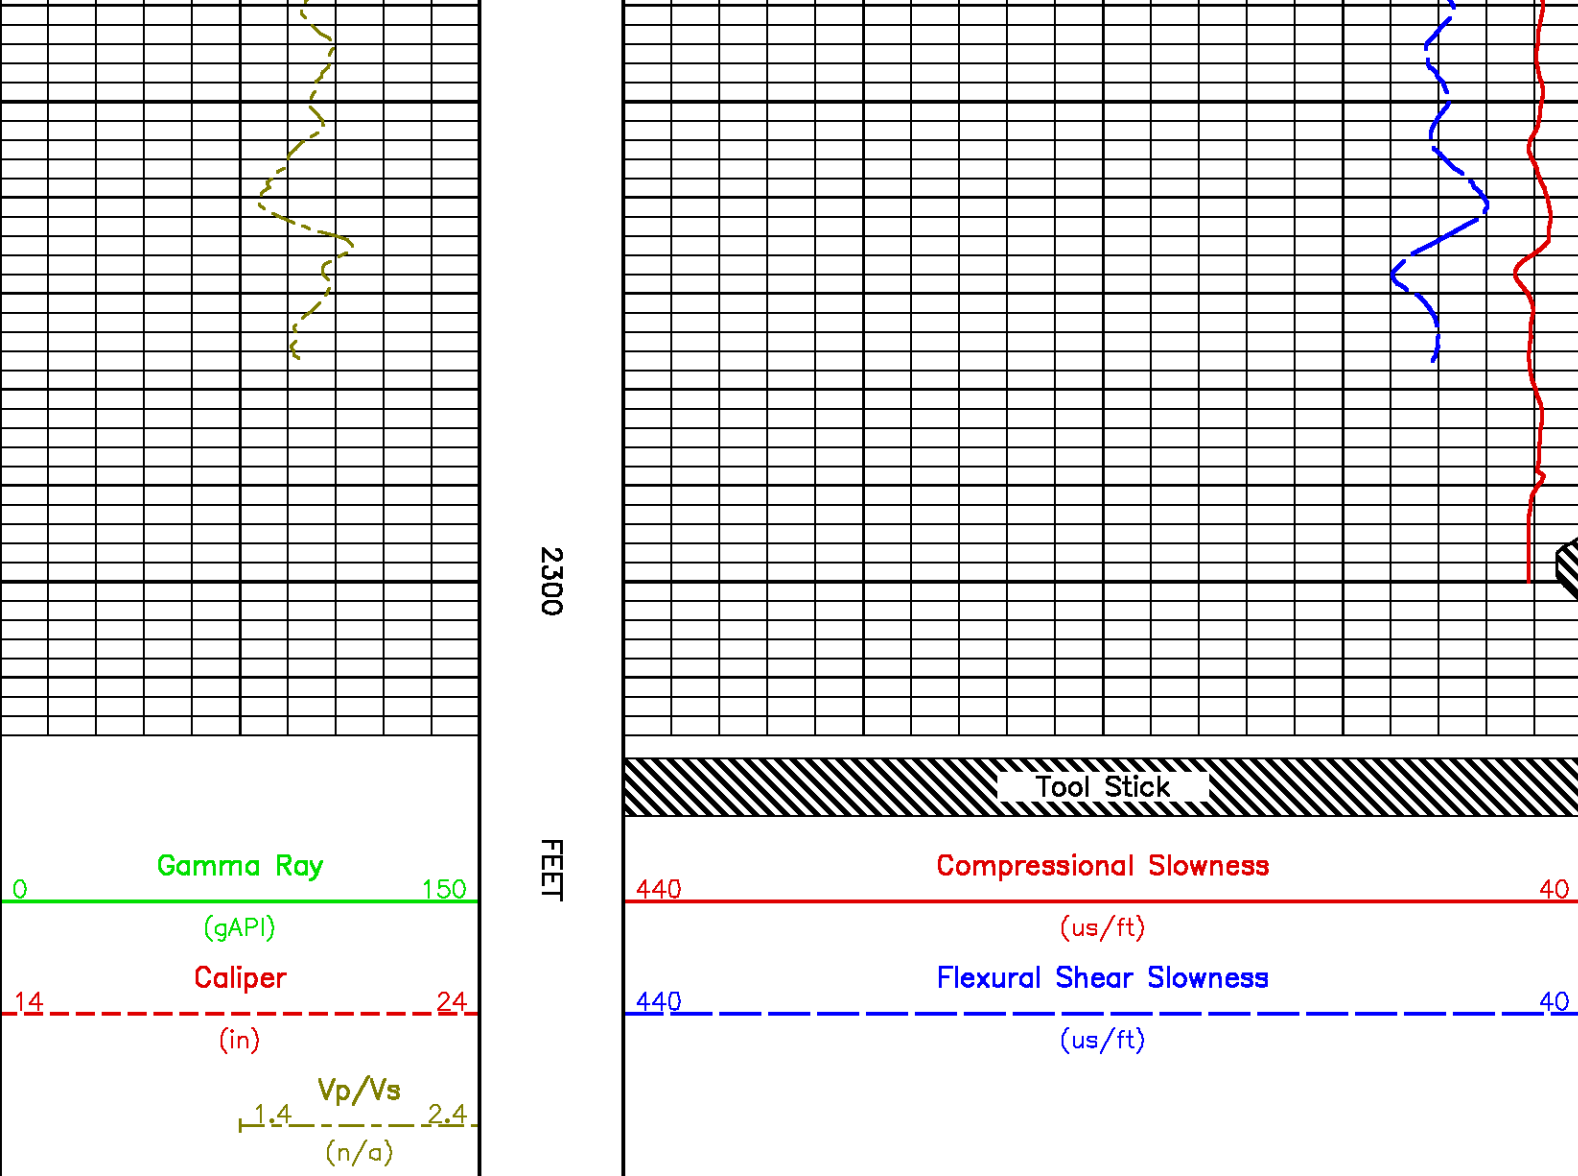 2300
Tool Stick
FEET
Gamma Ray
0 150
(gAPI)
Caliper
14 24
(in)
Vp/Vs
1.4 2.4
(n/a)
Compressional Slowness
440 40
(us/ft)
Flexural Shear Slowness
440 40
(us/ft)